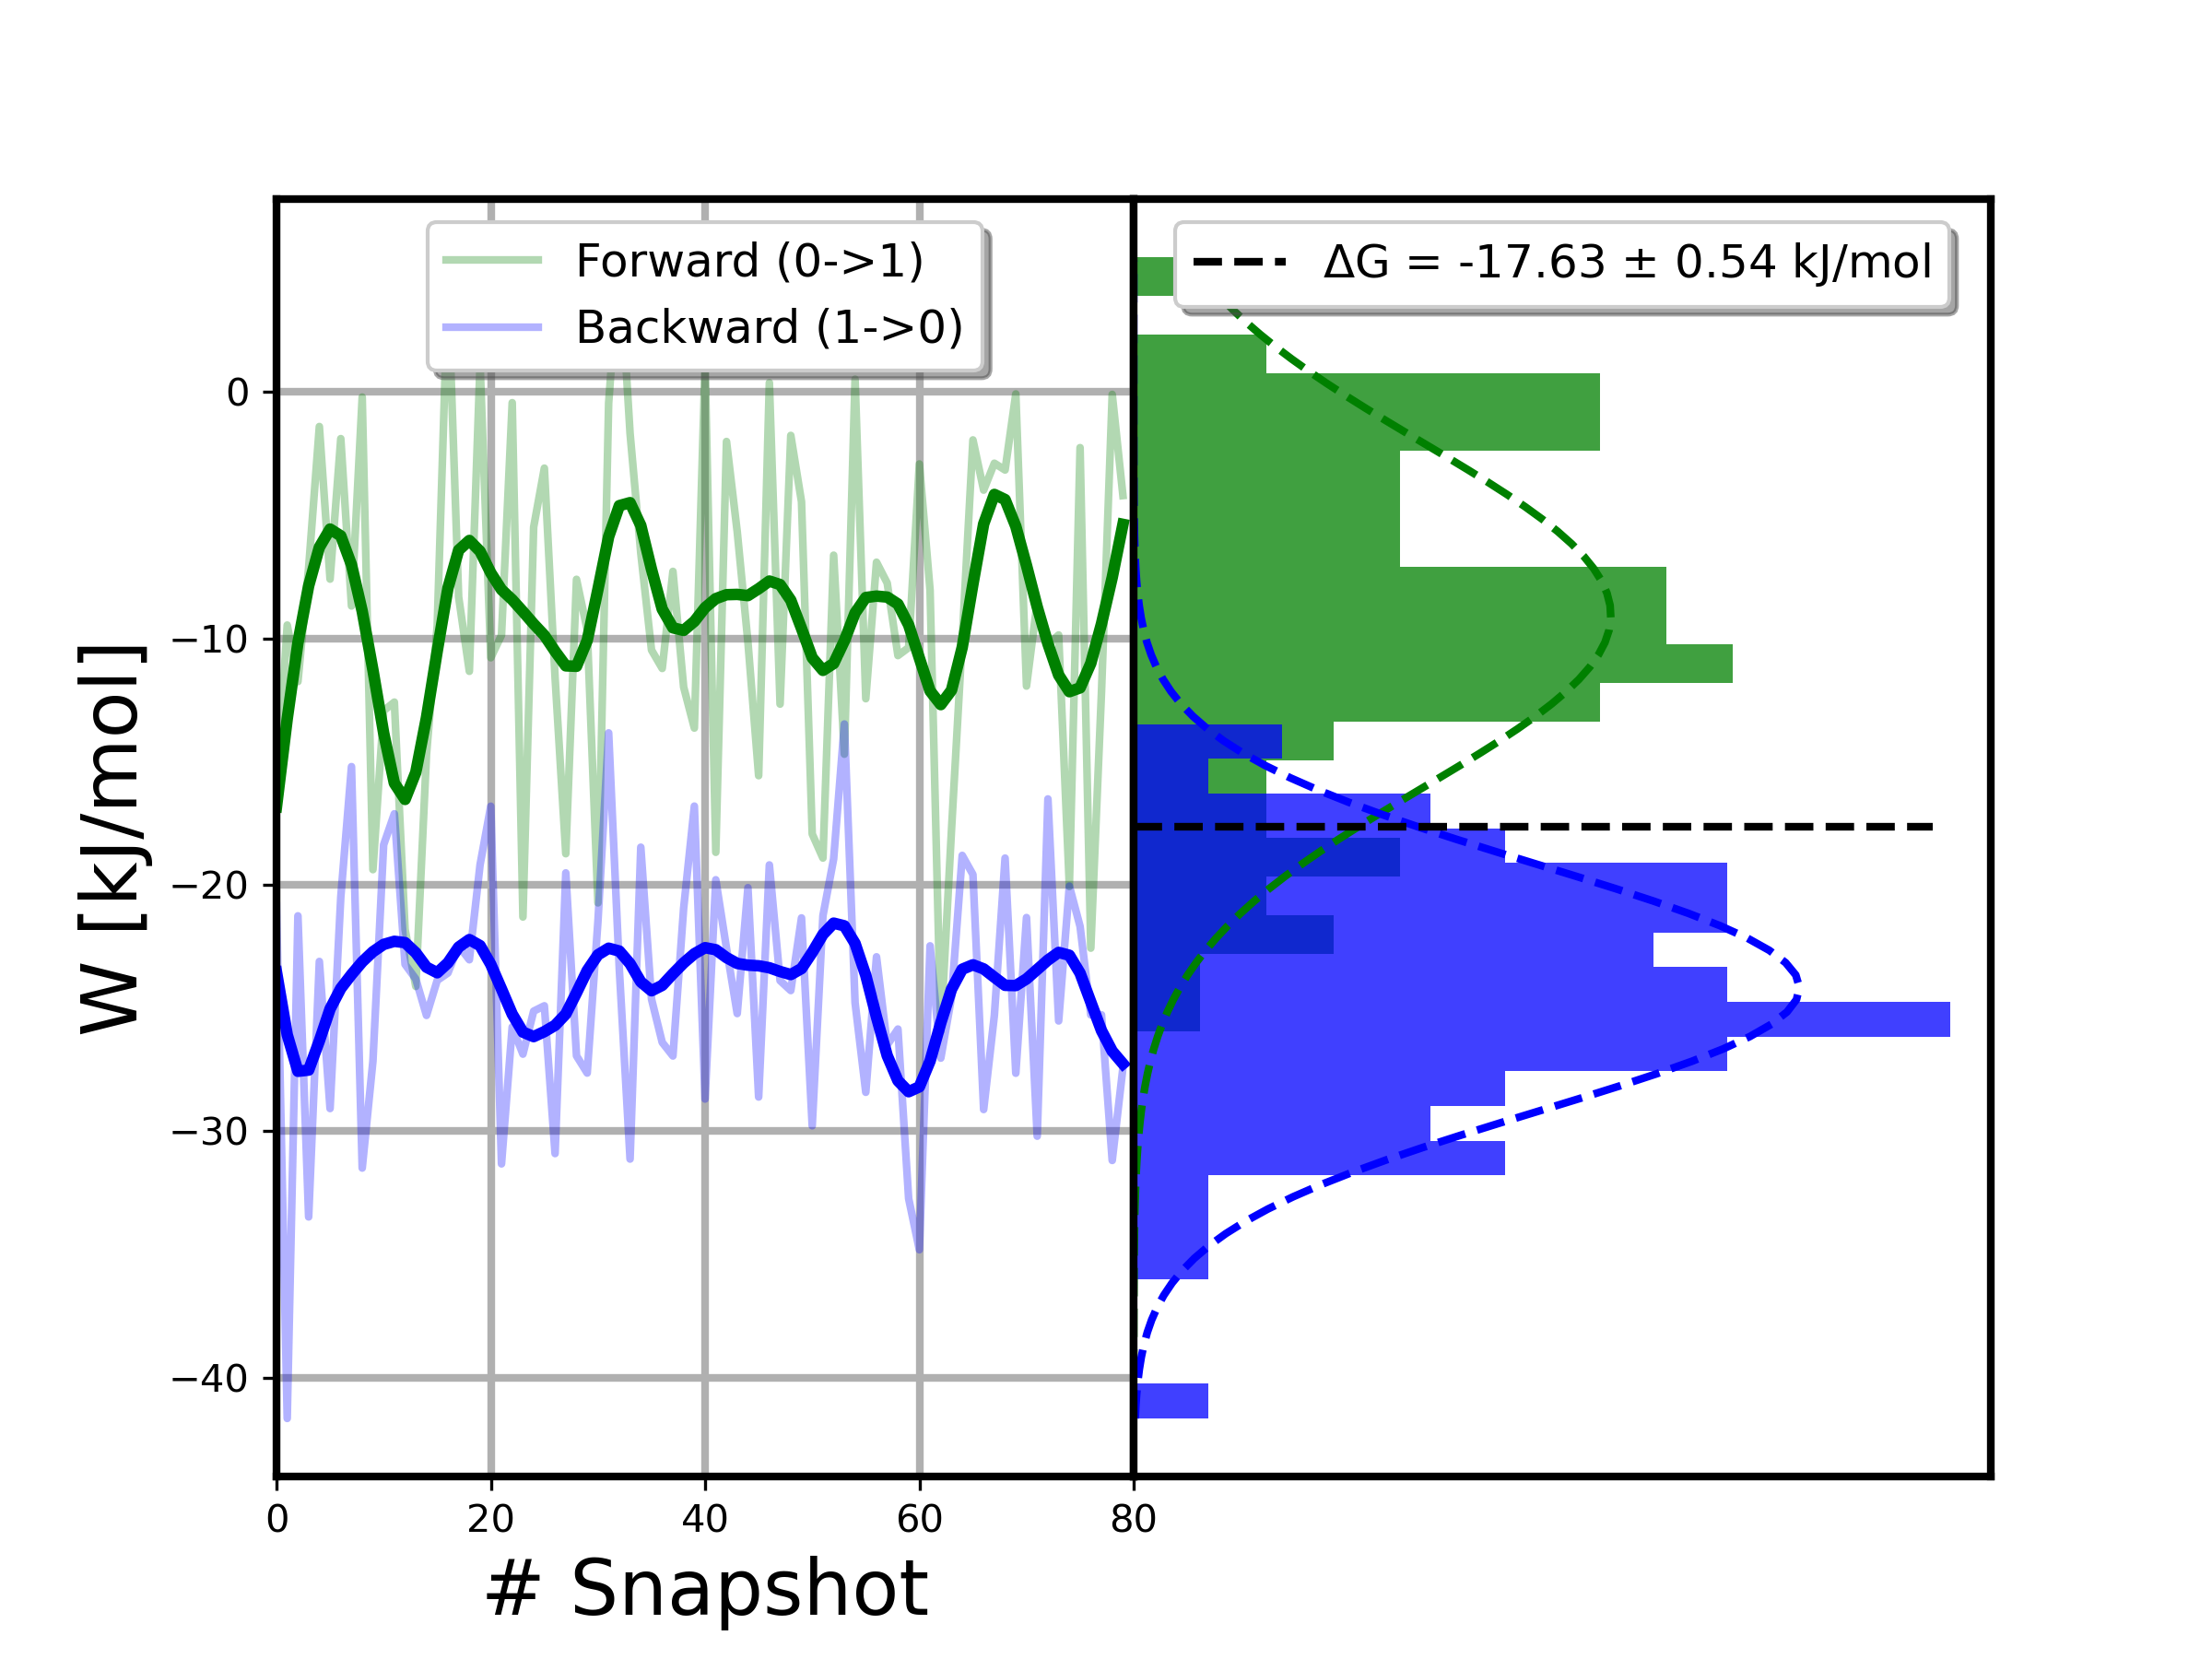 Forward (0->1)
Backward (1->0)
ΔG = -17.63 ± 0.54 kJ/mol
W [kJ/mol]
0
−10
−20
−30
−40
0 20 40 60 80
# Snapshot